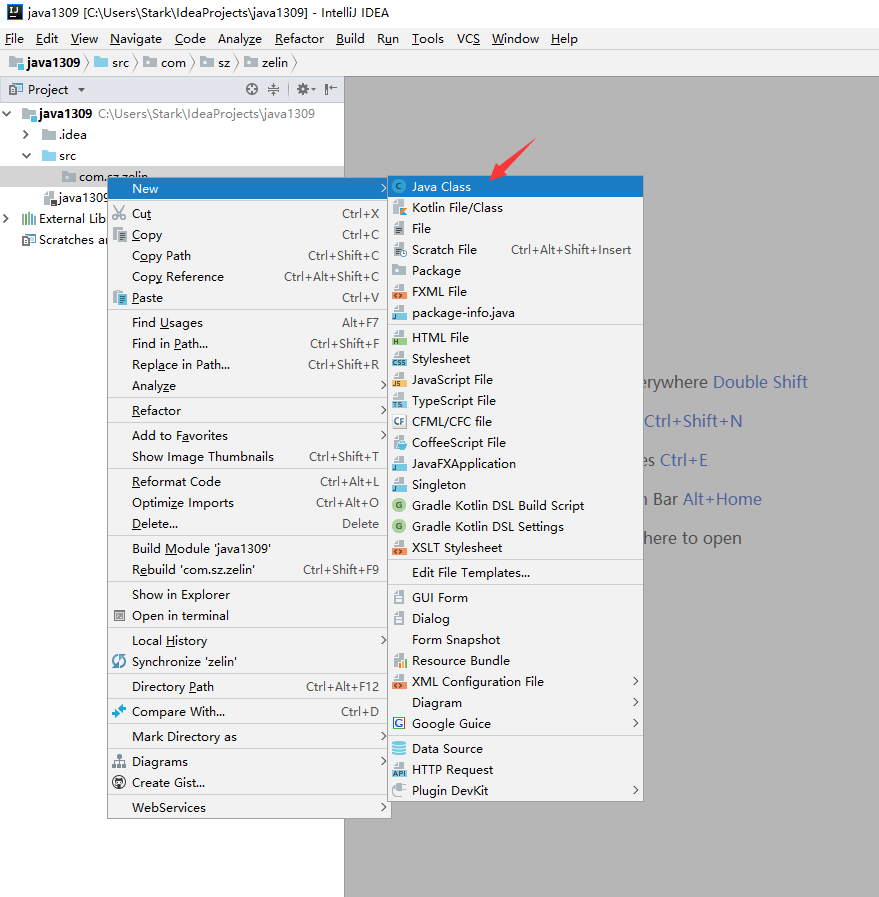 java1309 [C:\Users\Stark\IdeaProjects\java1309] - IntelliJ IDEA
File Edit View Navigate Code Analyze Refactor Build Run Tools VCS Window Help
java1309 src com sz zelin
Project
java1309 C:\Users\Stark\IdeaProjects\java1309
.idea
src
com.sz.zelin
java1309
External Lib
Scratches
New
Cut Ctrl+X
Copy Ctrl+C
Copy Path Ctrl+Shift+C
Copy Reference Ctrl+Alt+Shift+C
Paste Ctrl+V
Find Usages Alt+F7
Find in Path... Ctrl+Shift+F
Replace in Path... Ctrl+Shift+R
Analyze
Refactor
Add to Favorites
Show Image Thumbnails Ctrl+Shift+T
Reformat Code Ctrl+Alt+L
Optimize Imports Ctrl+Alt+O
Delete... Delete
Build Module 'java1309'
Rebuild 'com.sz.zelin' Ctrl+Shift+F9
Show in Explorer
Open in terminal
Local History
Synchronize 'zelin'
Directory Path Ctrl+Alt+F12
Compare With... Ctrl+D
Mark Directory as
Diagrams
Create Gist...
WebServices
Java Class
Kotlin File/Class
File
Scratch File Ctrl+Alt+Shift+Insert
Package
FXML File
package-info.java
HTML File
Stylesheet
JavaScript File
TypeScript File
CFML/CFC file
CoffeeScript File
JavaFXApplication
Singleton
Gradle Kotlin DSL Build Script
Gradle Kotlin DSL Settings
XSLT Stylesheet
Edit File Templates...
GUI Form
Dialog
Form Snapshot
Resource Bundle
XML Configuration File
Diagram
Google Guice
Data Source
HTTP Request
Plugin DevKit
erywhere Double Shift
Ctrl+Shift+N
es Ctrl+E
n Bar Alt+Home
here to open